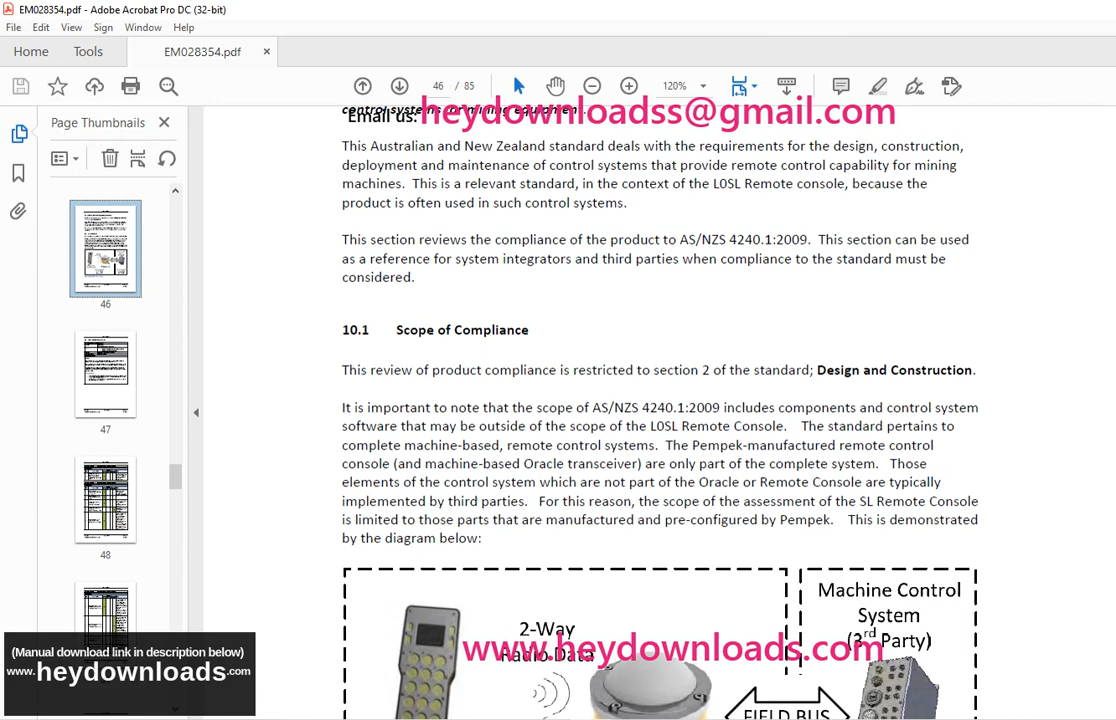 EM028354.pdf - Adobe Acrobat Pro DC (32-bit)
File Edit View Sign Window Help
Home Tools EM028354.pdf ×
46 / 85 120%
Page Thumbnails
46
47
48
control systems for mining equipment.
Email us: heydownloadss@gmail.com
This Australian and New Zealand standard deals with the requirements for the design, construction,
deployment and maintenance of control systems that provide remote control capability for mining
machines. This is a relevant standard, in the context of the L0SL Remote console, because the
product is often used in such control systems.
This section reviews the compliance of the product to AS/NZS 4240.1:2009. This section can be used
as a reference for system integrators and third parties when compliance to the standard must be
considered.
10.1 Scope of Compliance
This review of product compliance is restricted to section 2 of the standard; Design and Construction.
It is important to note that the scope of AS/NZS 4240.1:2009 includes components and control system
software that may be outside of the scope of the L0SL Remote Console. The standard pertains to
complete machine-based, remote control systems. The Pempek-manufactured remote control
console (and machine-based Oracle transceiver) are only part of the complete system. Those
elements of the control system which are not part of the Oracle or Remote Console are typically
implemented by third parties. For this reason, the scope of the assessment of the SL Remote Console
is limited to those parts that are manufactured and pre-configured by Pempek. This is demonstrated
by the diagram below:
Machine Control
System
(3rd Party)
2-Way
Radio Data
www.heydownloads.com
FIELD BUS
(Manual download link in description below)
www.heydownloads.com